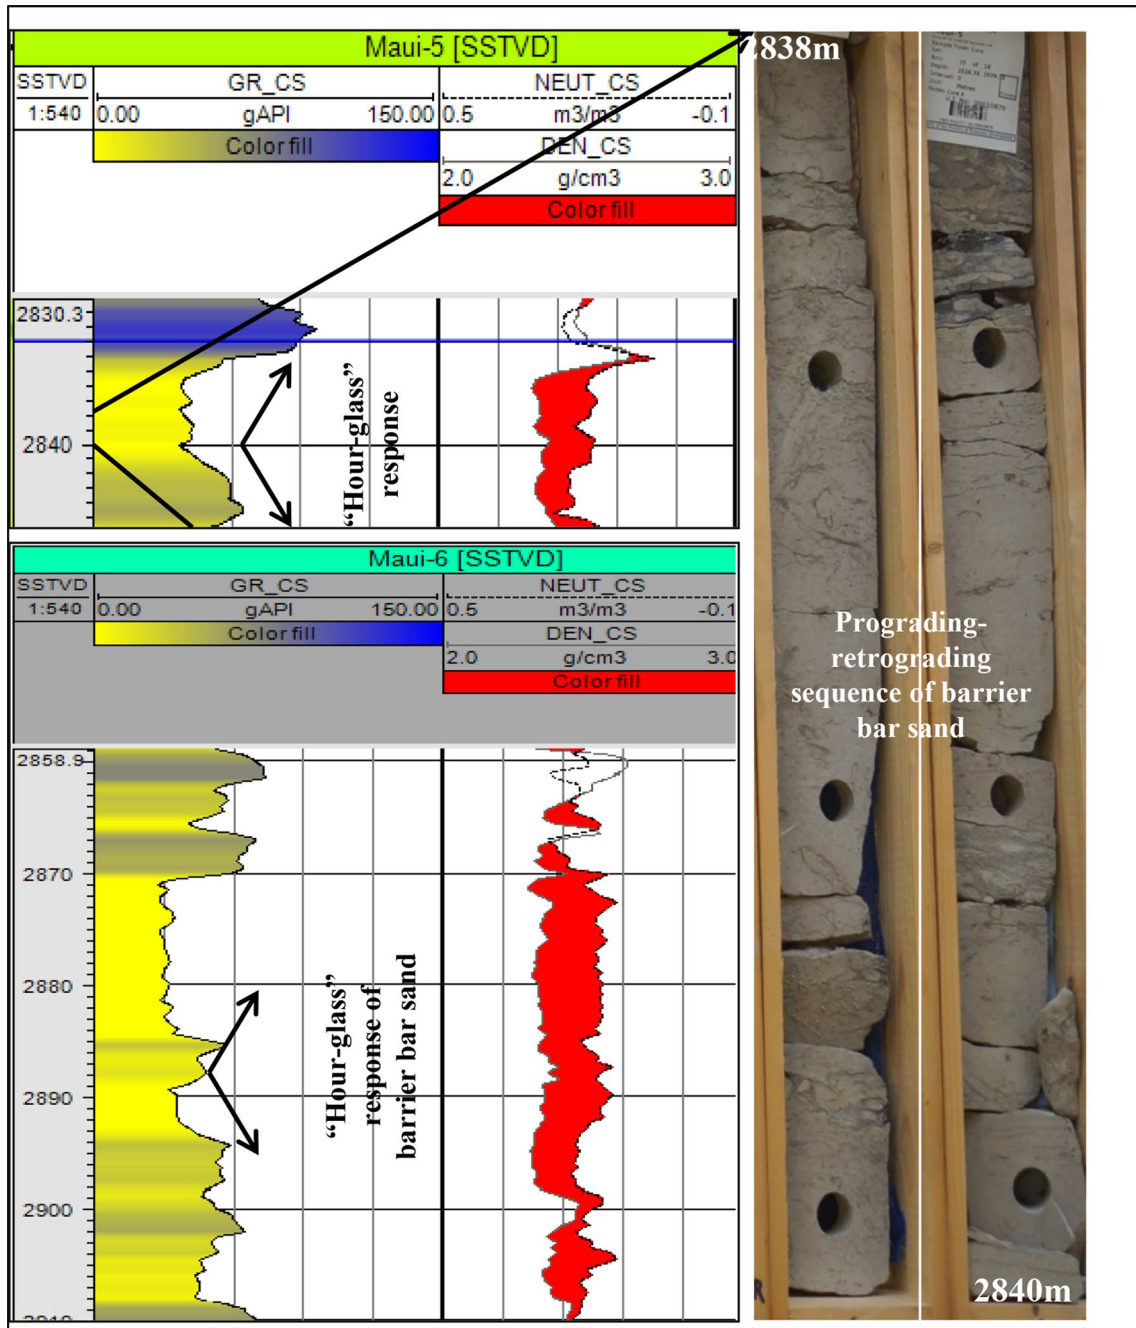 Maui-5 [SSTVD]
SSTVD GR_CS NEUT_CS
1:540 0.00 gAPI 150.00 0.5 m3/m3 -0.1
Color fill DEN_CS
2.0 g/cm3 3.0
Color fill
2830.3
2840
“Hour-glass”
response
Maui-6 [SSTVD]
SSTVD GR_CS NEUT_CS
1:540 0.00 gAPI 150.00 0.5 m3/m3 -0.1
Color fill DEN_CS
2.0 g/cm3 3.0
Color fill
2858.9
2870
2880
2890
2900
“Hour-glass”
response of
barrier bar sand
2838m
Prograding-
retrograding
sequence of barrier
bar sand
2840m